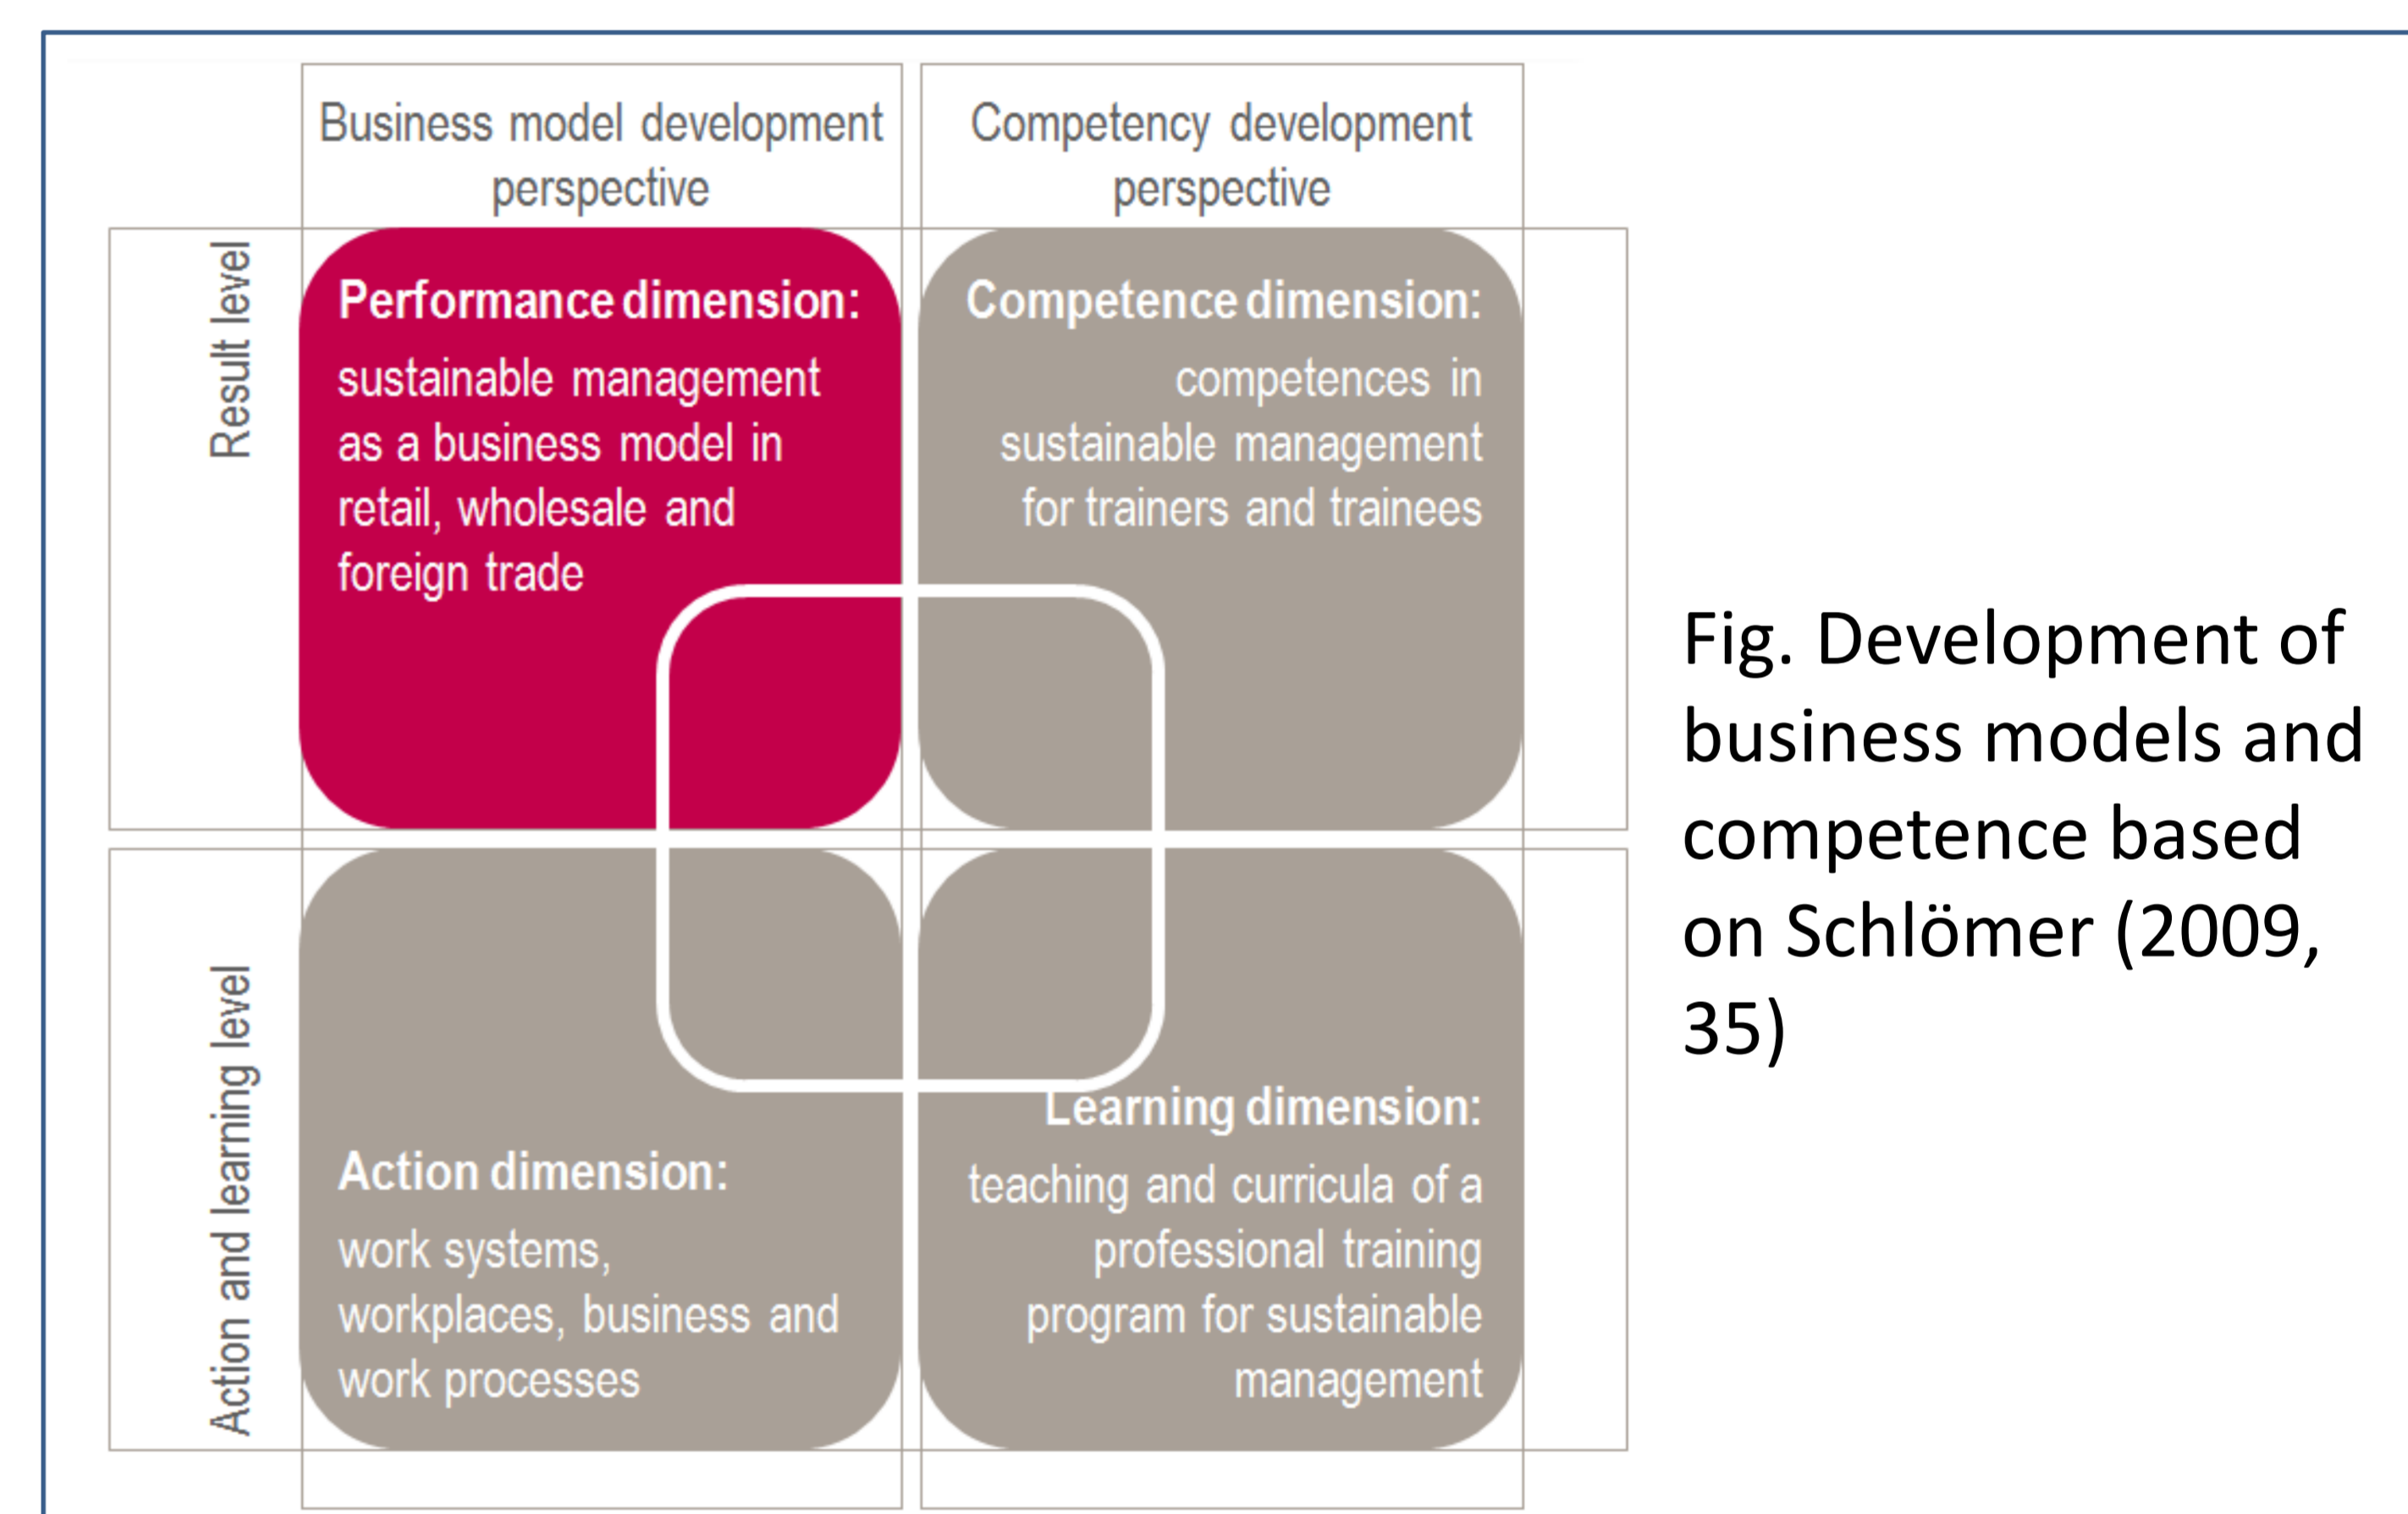 Business model development
perspective
Competency development
perspective
Result level
Performance dimension:
sustainable management
as a business model in
retail, wholesale and
foreign trade
Competence dimension:
competences in
sustainable management
for trainers and trainees
Action and learning level
Action dimension:
work systems,
workplaces, business and
work processes
Learning dimension:
teaching and curricula of a
professional training
program for sustainable
management
Fig. Development of
business models and
competence based
on Schlömer (2009,
35)